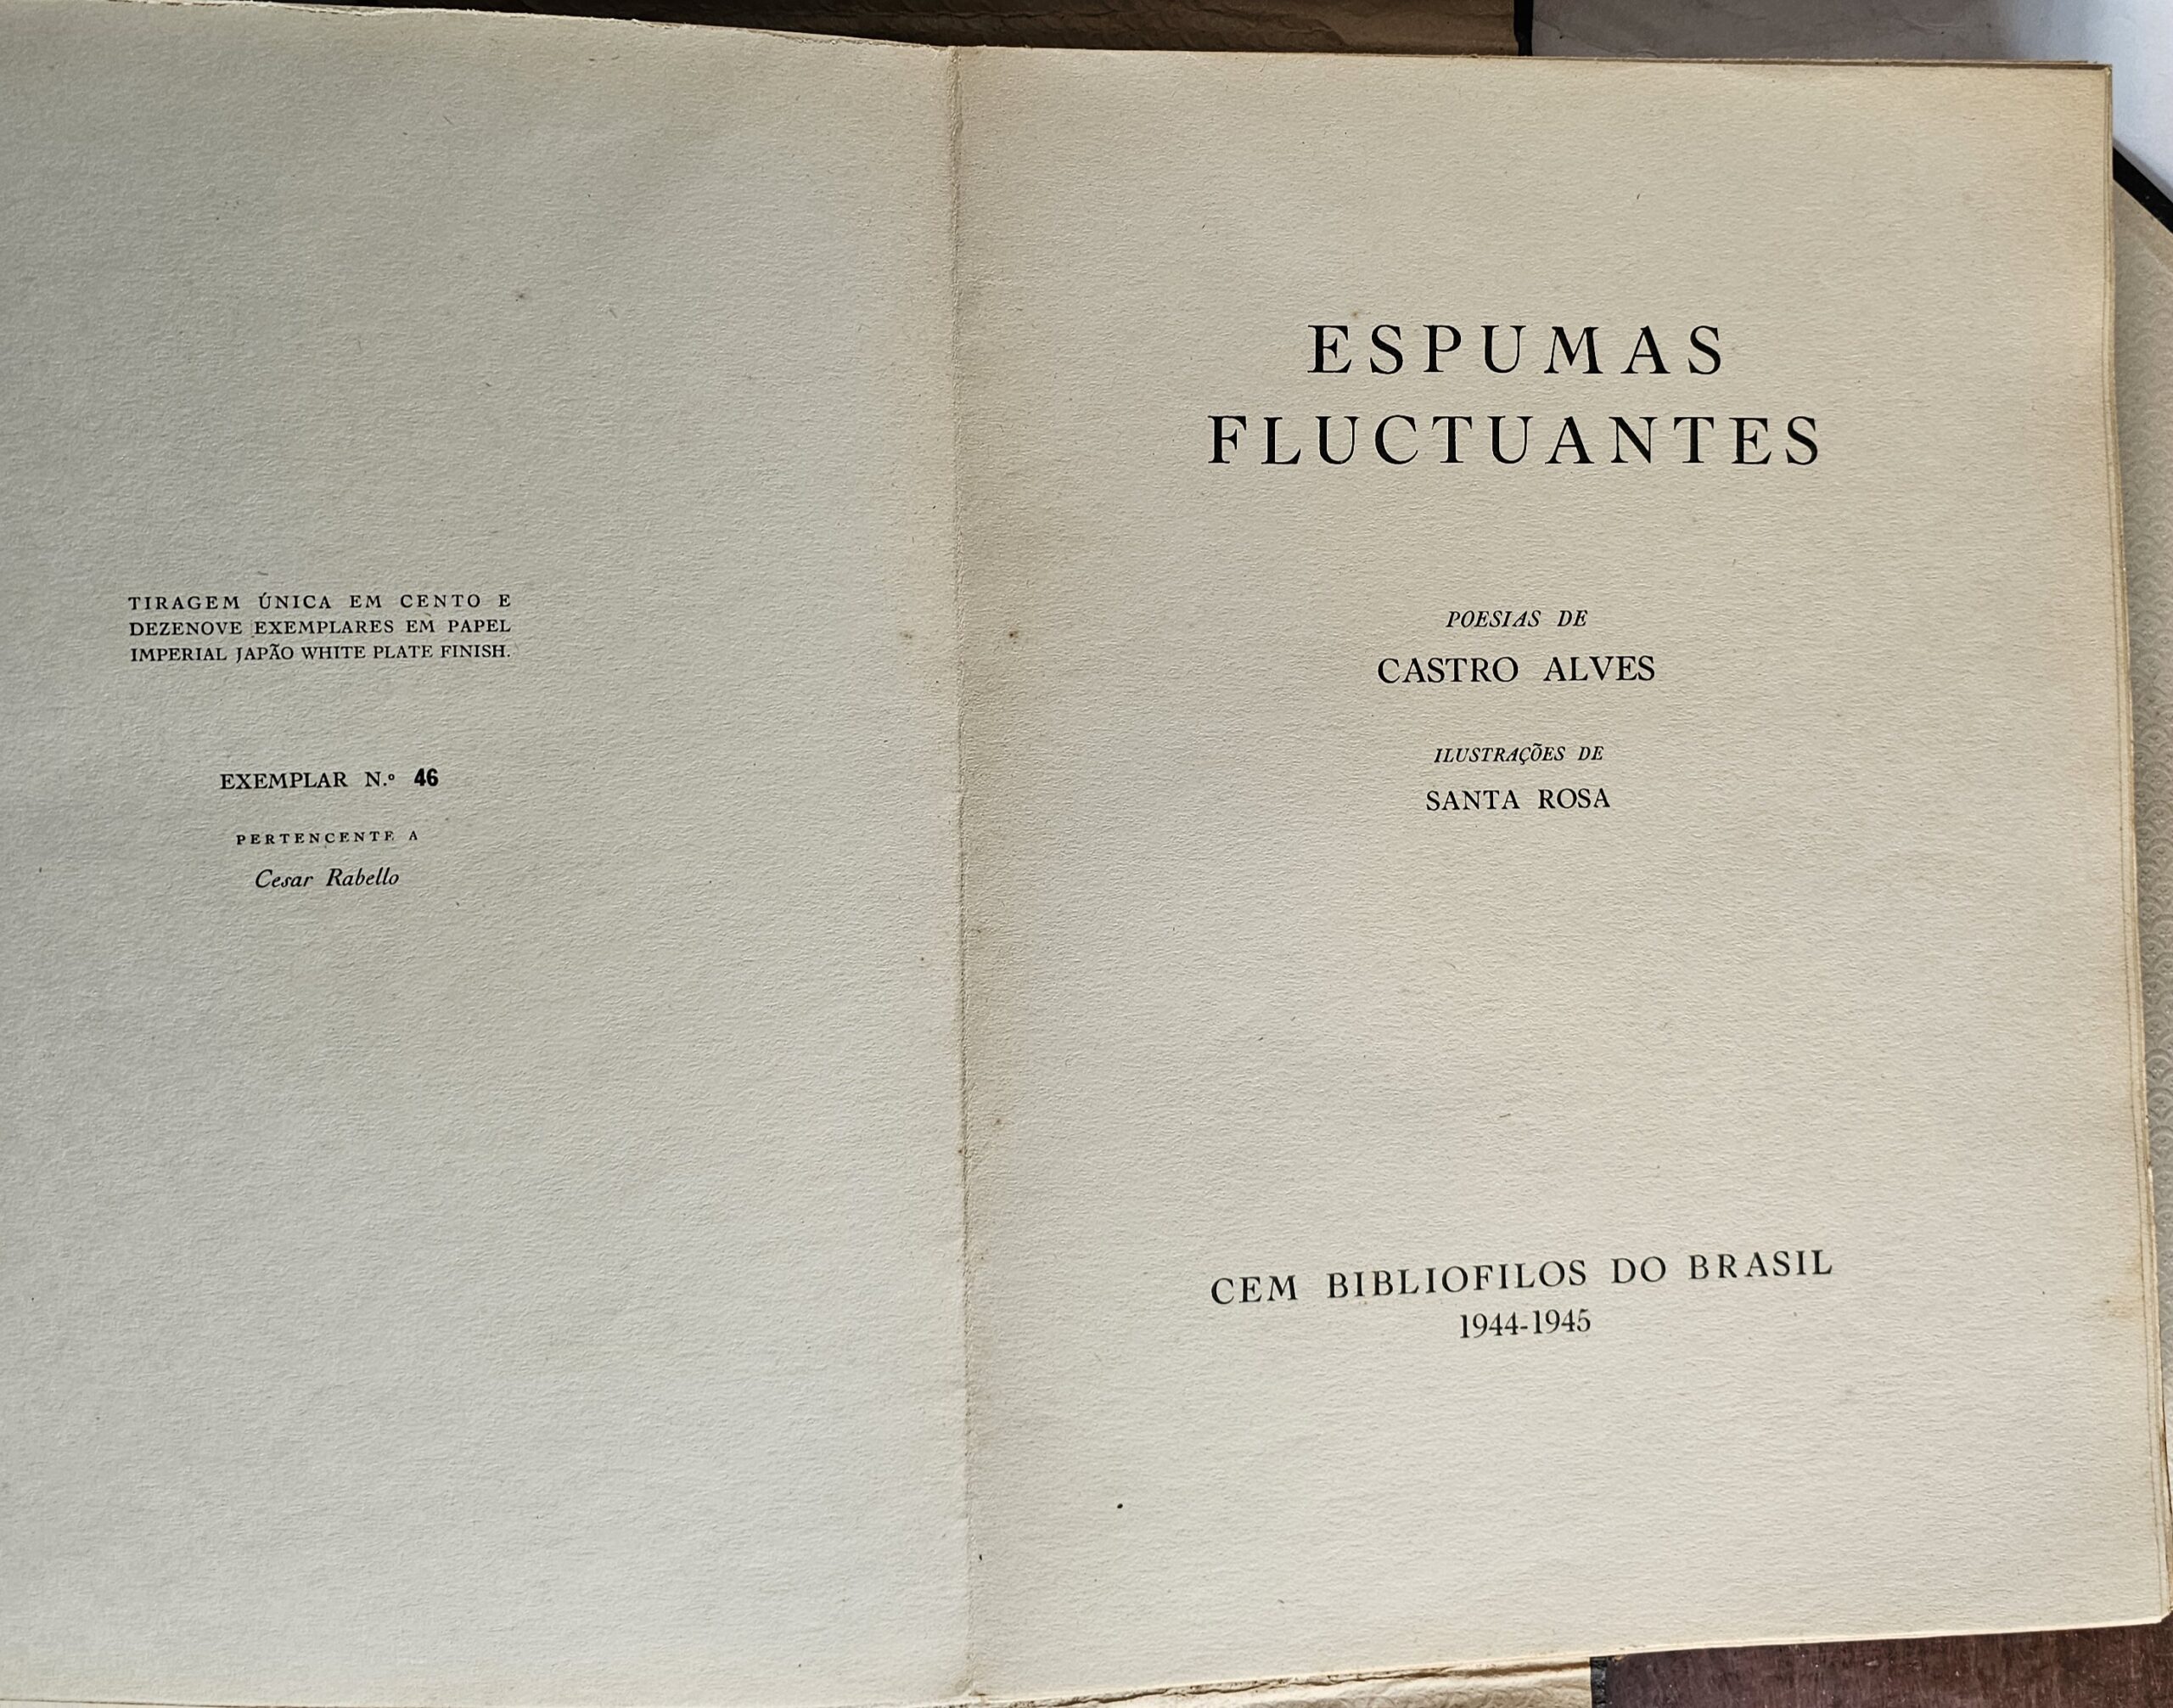 TIRAGEM ÚNICA EM CENTO E
DEZENOVE EXEMPLARES EM PAPEL
IMPERIAL JAPÃO WHITE PLATE FINISH.
EXEMPLAR N.º 46
PERTENCENTE A
Cesar Rabello
ESPUMAS
FLUCTUANTES
POESIAS DE
CASTRO ALVES
ILUSTRAÇÕES DE
SANTA ROSA
CEM BIBLIOFILOS DO BRASIL
1944-1945